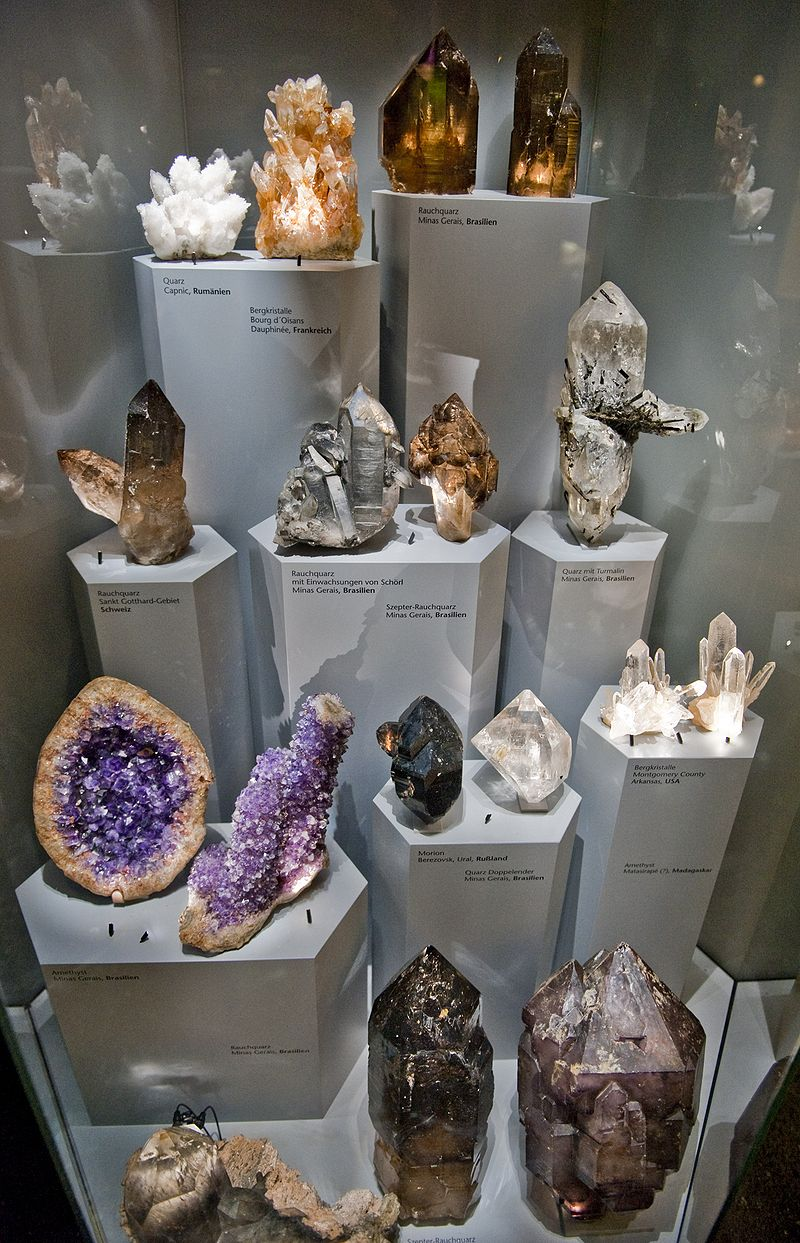 Rauchquarz
Minas Gerais, Brasilien
Quarz
Capnic, Rumänien
Bergkristalle
Bourg d´Oisans
Dauphinée, Frankreich
Rauchquarz
Sankt Gotthard-Gebiet
Schweiz
Rauchquarz
mit Einwachsungen von Schörl
Minas Gerais, Brasilien
Szepter-Rauchquarz
Minas Gerais, Brasilien
Quarz mit Turmalin
Minas Gerais, Brasilien
Bergkristalle
Montgomery County
Arkansas, USA
Morion
Berezovsk, Ural, Rußland
Quarz Doppelender
Minas Gerais, Brasilien
Amethyst
Matasirapé (?), Madagaskar
Amethyst
Minas Gerais, Brasilien
Rauchquarz
Minas Gerais, Brasilien
Szepter-Rauchquarz